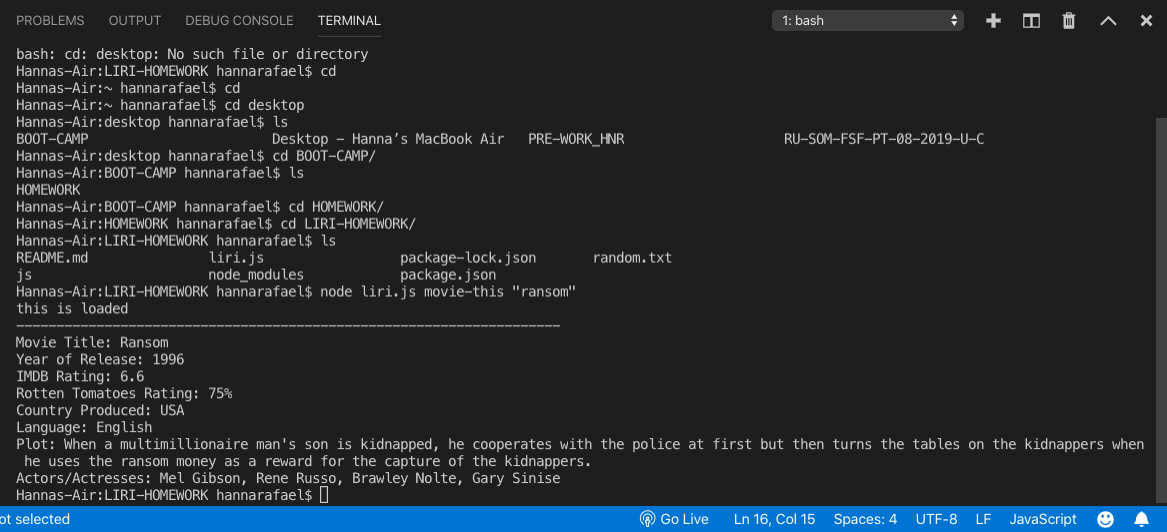 PROBLEMS OUTPUT DEBUG CONSOLE TERMINAL 1: bash
bash: cd: desktop: No such file or directory
Hannas-Air:LIRI-HOMEWORK hannarafael$ cd
Hannas-Air:~ hannarafael$ cd
Hannas-Air:~ hannarafael$ cd desktop
Hannas-Air:desktop hannarafael$ ls
BOOT-CAMP Desktop - Hanna’s MacBook Air PRE-WORK_HNR RU-SOM-FSF-PT-08-2019-U-C
Hannas-Air:desktop hannarafael$ cd BOOT-CAMP/
Hannas-Air:BOOT-CAMP hannarafael$ ls
HOMEWORK
Hannas-Air:BOOT-CAMP hannarafael$ cd HOMEWORK/
Hannas-Air:HOMEWORK hannarafael$ cd LIRI-HOMEWORK/
Hannas-Air:LIRI-HOMEWORK hannarafael$ ls
README.md liri.js package-lock.json random.txt
js node_modules package.json
Hannas-Air:LIRI-HOMEWORK hannarafael$ node liri.js movie-this "ransom"
this is loaded
--------------------------------------------------------------------
Movie Title: Ransom
Year of Release: 1996
IMDB Rating: 6.6
Rotten Tomatoes Rating: 75%
Country Produced: USA
Language: English
Plot: When a multimillionaire man's son is kidnapped, he cooperates with the police at first but then turns the tables on the kidnappers when
he uses the ransom money as a reward for the capture of the kidnappers.
Actors/Actresses: Mel Gibson, Rene Russo, Brawley Nolte, Gary Sinise
Hannas-Air:LIRI-HOMEWORK hannarafael$
ot selected Go Live Ln 16, Col 15 Spaces: 4 UTF-8 LF JavaScript